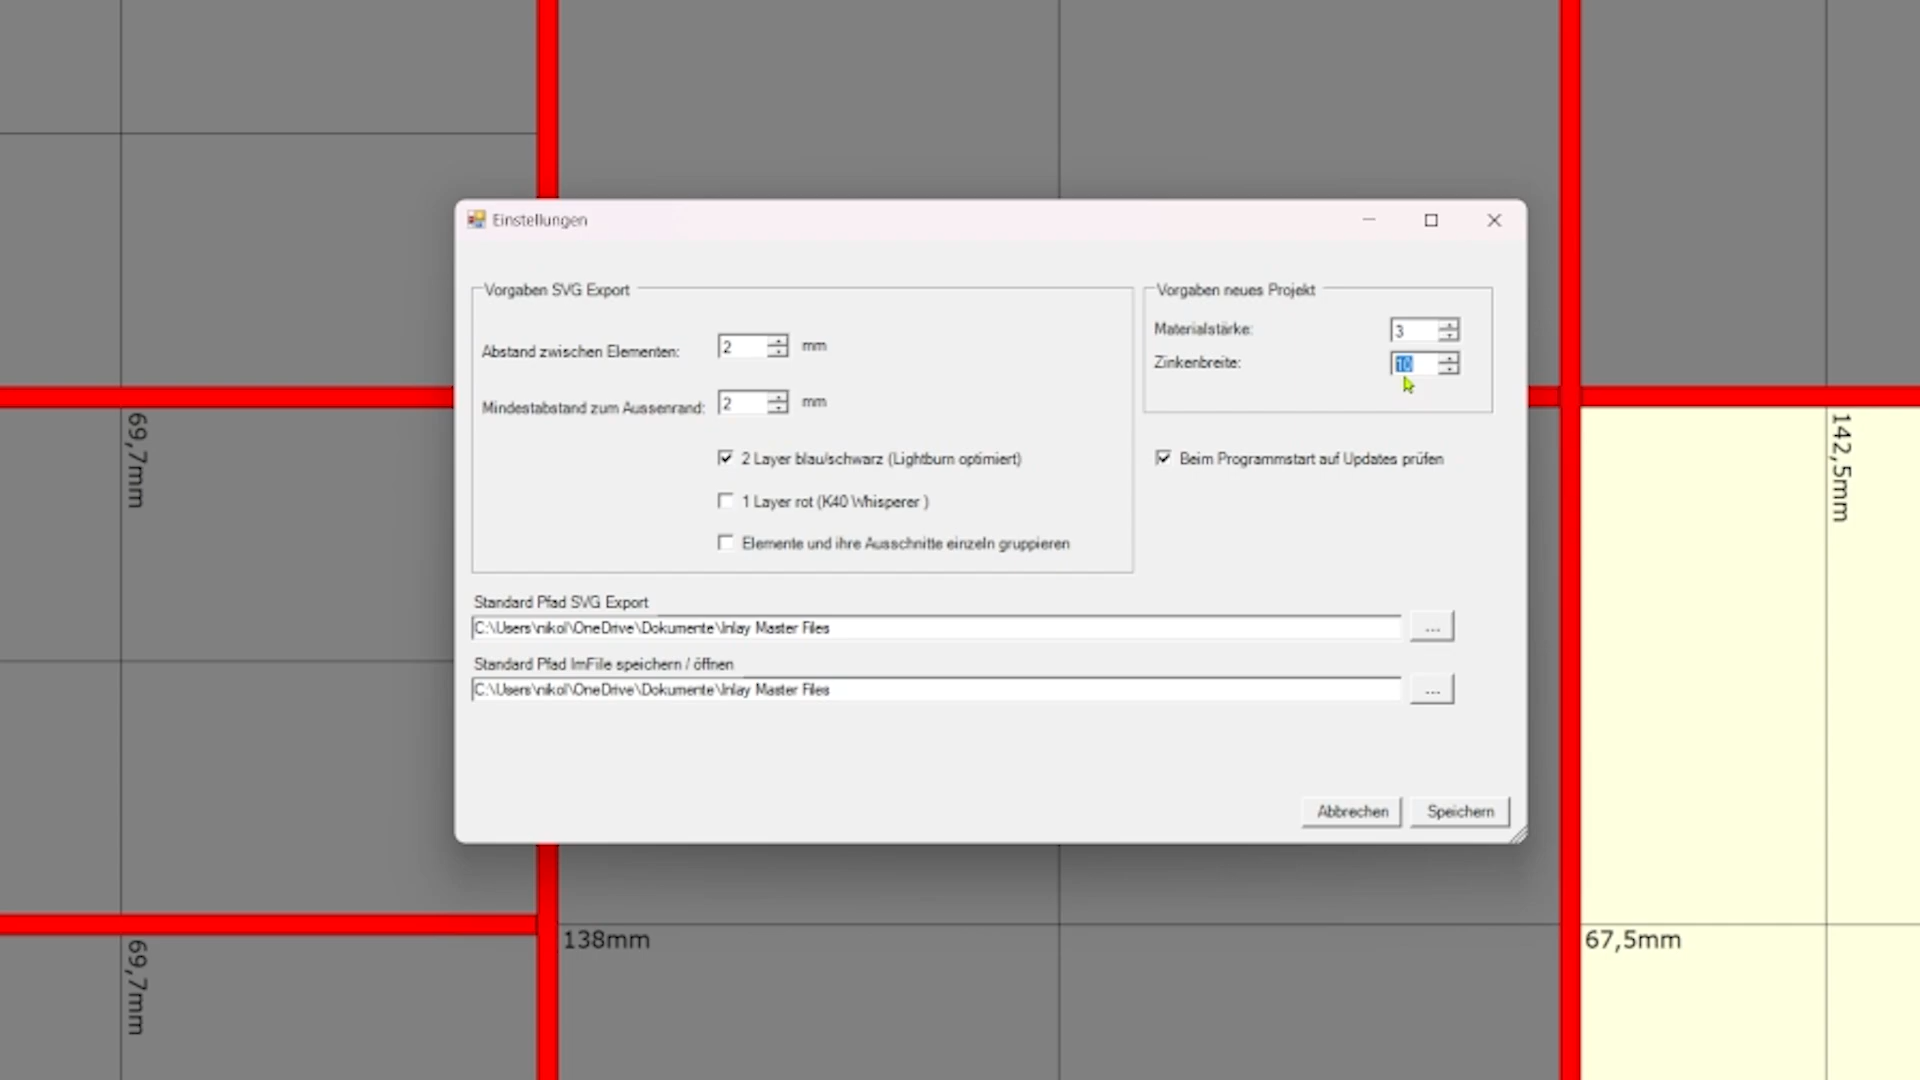 Einstellungen
Vorgaben SVG Export
Abstand zwischen Elementen: 2 mm
Mindestabstand zum Aussenrand: 2 mm
2 Layer blau/schwarz (Lightburn optimiert)
1 Layer rot (K40 Whisperer )
Elemente und ihre Ausschnitte einzeln gruppieren
Vorgaben neues Projekt
Materialstärke: 3
Zinkenbreite: 10
Beim Programmstart auf Updates prüfen
Standard Pfad SVG Export
C:\Users\nikol\OneDrive\Dokumente\Inlay Master Files
...
Standard Pfad ImFile speichern / öffnen
C:\Users\nikol\OneDrive\Dokumente\Inlay Master Files
...
Abbrechen
Speichern
69,7mm
142,5mm
69,7mm
138mm
67,5mm